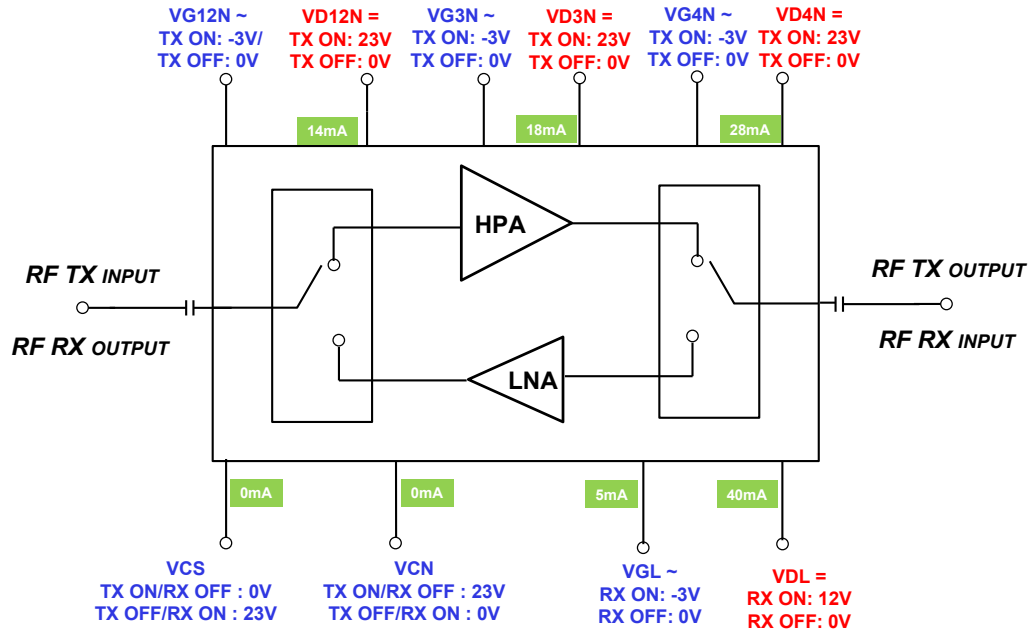 VG12N ~
TX ON: -3V/
TX OFF: 0V
VD12N =
TX ON: 23V
TX OFF: 0V
VG3N ~
TX ON: -3V
TX OFF: 0V
VD3N =
TX ON: 23V
TX OFF: 0V
VG4N ~
TX ON: -3V
TX OFF: 0V
VD4N =
TX ON: 23V
TX OFF: 0V
14mA
18mA
28mA
HPA
RF TX INPUT
RF RX OUTPUT
RF TX OUTPUT
RF RX INPUT
LNA
0mA
0mA
5mA
40mA
VCS
TX ON/RX OFF : 0V
TX OFF/RX ON : 23V
VCN
TX ON/RX OFF : 23V
TX OFF/RX ON : 0V
VGL ~
RX ON: -3V
RX OFF: 0V
VDL =
RX ON: 12V
RX OFF: 0V